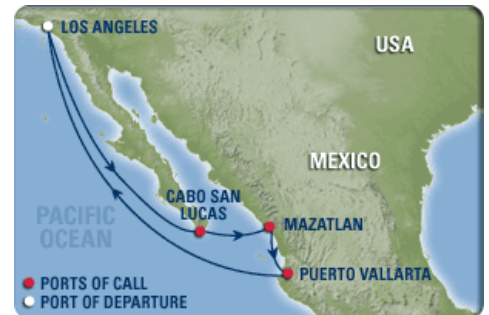 LOS ANGELES
USA
MEXICO
CABO SAN
LUCAS
MAZATLAN
PACIFIC
OCEAN
PUERTO VALLARTA
PORTS OF CALL
PORT OF DEPARTURE